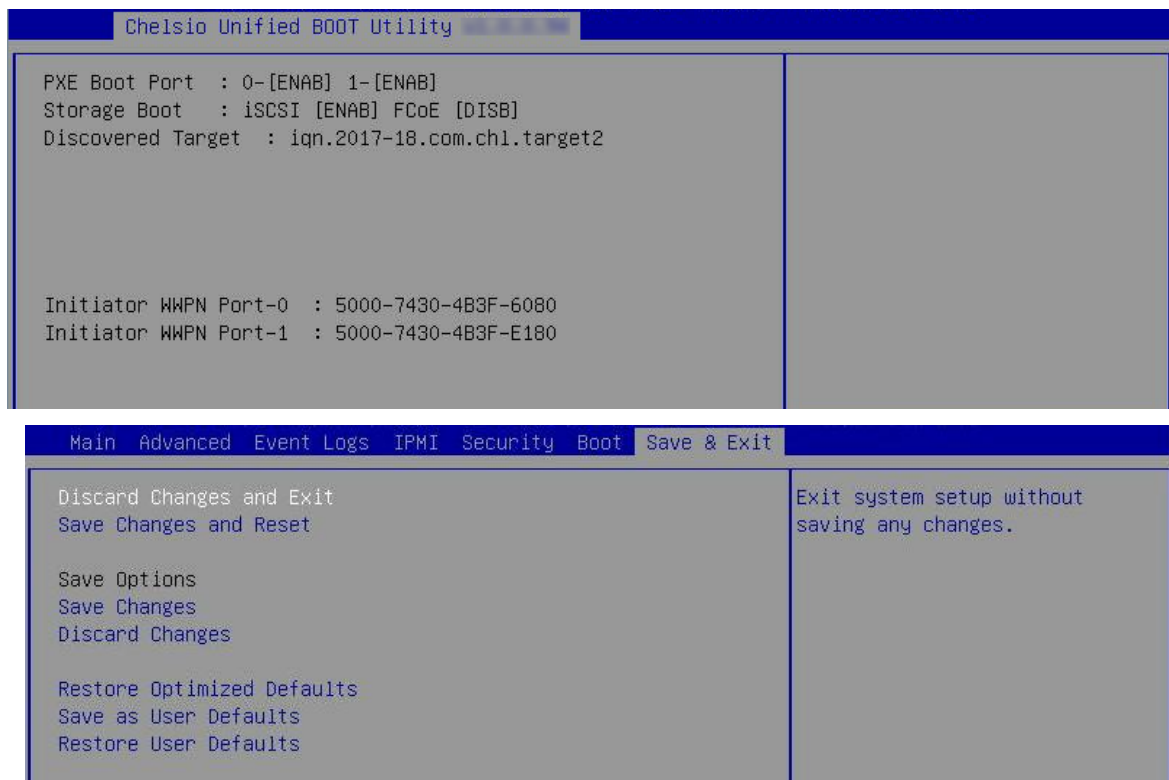 Chelsio Unified BOOT Utility
PXE Boot Port : 0-[ENAB] 1-[ENAB]
Storage Boot : iSCSI [ENAB] FCoE [DISB]
Discovered Target : iqn.2017-18.com.chl.target2
Initiator WWPN Port-0 : 5000-7430-4B3F-6080
Initiator WWPN Port-1 : 5000-7430-4B3F-E180
Main Advanced Event Logs IPMI Security Boot Save & Exit
Discard Changes and Exit
Save Changes and Reset
Save Options
Save Changes
Discard Changes
Restore Optimized Defaults
Save as User Defaults
Restore User Defaults
Exit system setup without
saving any changes.